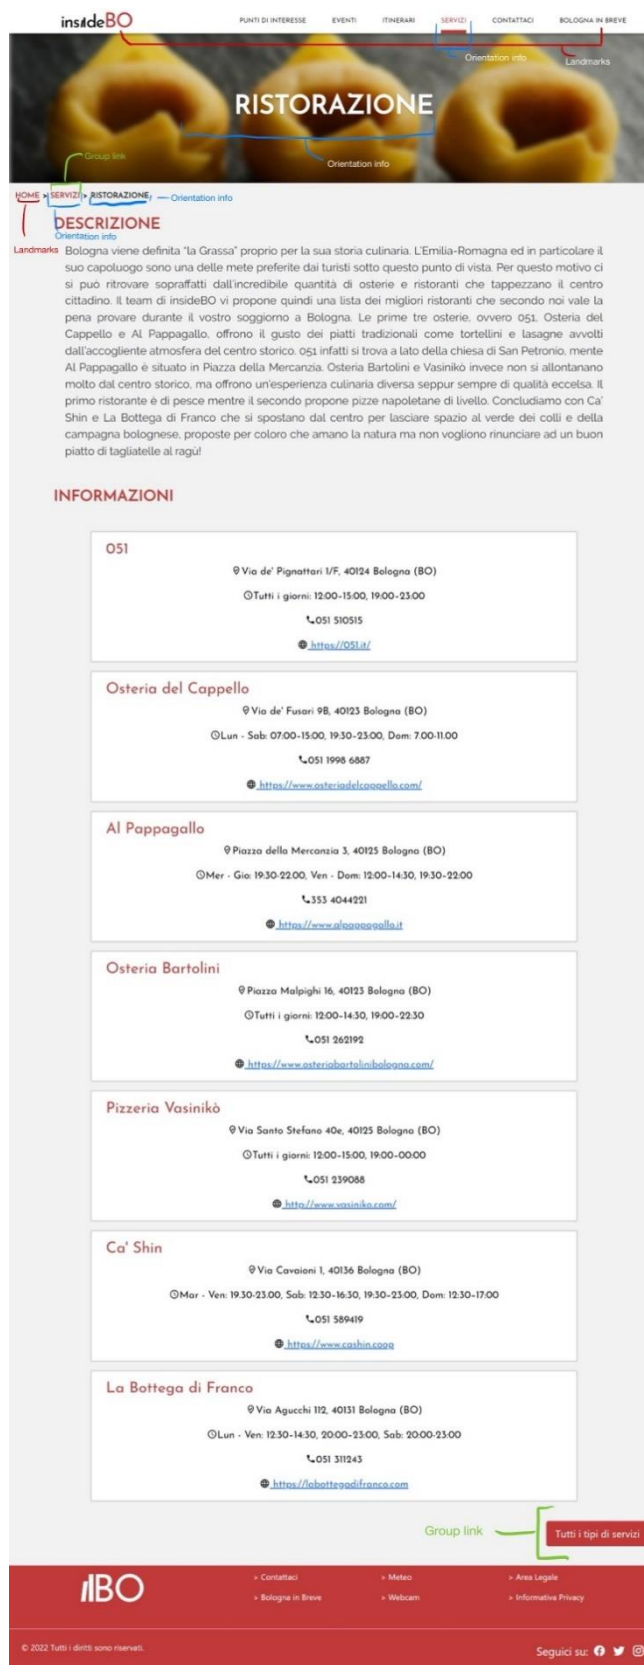 insideBO
PUNTI DI INTERESSE EVENTI ITINERARI SERVIZI CONTATTACI BOLOGNA IN BREVE
Orientation info
Landmarks
RISTORAZIONE
Group link
Orientation info
HOME > SERVIZI > RISTORAZIONE
Orientation info
DESCRIZIONE
Orientation info
Landmarks
Bologna viene definita "la Grassa" proprio per la sua storia culinaria. L'Emilia-Romagna ed in particolare il
suo capoluogo sono una delle mete preferite dai turisti sotto questo punto di vista. Per questo motivo ci
si può ritrovare sopraffatti dall'incredibile quantità di osterie e ristoranti che tappezzano il centro
cittadino. Il team di insideBO vi propone quindi una lista dei migliori ristoranti che secondo noi vale la
pena provare durante il vostro soggiorno a Bologna. Le prime tre osterie, ovvero 051, Osteria del
Cappello e Al Pappagallo, offrono il gusto dei piatti tradizionali come tortellini e lasagne avvolti
dall'accogliente atmosfera del centro storico. 051 infatti si trova a lato della chiesa di San Petronio, mente
Al Pappagallo è situato in Piazza della Mercanzia. Osteria Bartolini e Vasinikò invece non si allontanano
molto dal centro storico, ma offrono un'esperienza culinaria diversa seppur sempre di qualità eccelsa. Il
primo ristorante è di pesce mentre il secondo propone pizze napoletane di livello. Concludiamo con Ca'
Shin e La Bottega di Franco che si spostano dal centro per lasciare spazio al verde dei colli e della
campagna bolognese, proposte per coloro che amano la natura ma non vogliono rinunciare ad un buon
piatto di tagliatelle al ragù!
INFORMAZIONI
051
Via de' Pignattari 1/F, 40124 Bologna (BO)
Tutti i giorni: 12:00-15:00, 19:00-23:00
051 510515
https://051.it/
Osteria del Cappello
Via de' Fusari 9B, 40123 Bologna (BO)
Lun - Sab: 07:00-15:00, 19:30-23:00, Dom: 7.00-11.00
051 1998 6887
https://www.osteriadelcappello.com/
Al Pappagallo
Piazza della Mercanzia 3, 40125 Bologna (BO)
Mer - Gio: 19:30-22.00, Ven - Dom: 12:00-14:30, 19:30-22:00
353 4044221
https://www.alpappagallo.it
Osteria Bartolini
Piazza Malpighi 16, 40123 Bologna (BO)
Tutti i giorni: 12:00-14:30, 19:00-22:30
051 262192
https://www.osteriabartolinibologna.com/
Pizzeria Vasinikò
Via Santo Stefano 40e, 40125 Bologna (BO)
Tutti i giorni: 12:00-15:00, 19:00-00:00
051 239088
http://www.vasiniko.com/
Ca' Shin
Via Cavaioni 1, 40136 Bologna (BO)
Mar - Ven: 19.30-23.00, Sab: 12:30-16:30, 19:30-23:00, Dom: 12:30-17:00
051 589419
https://www.cashin.coop
La Bottega di Franco
Via Agucchi 112, 40131 Bologna (BO)
Lun - Ven: 12:30-14:30, 20:00-23:00, Sab: 20:00-23:00
051 311243
https://labottegadifranco.com
Group link
Tutti i tipi di servizi
BO
> Contattaci > Meteo > Area Legale
> Bologna in Breve > Webcam > Informativa Privacy
© 2022 Tutti i diritti sono riservati.
Seguici su: